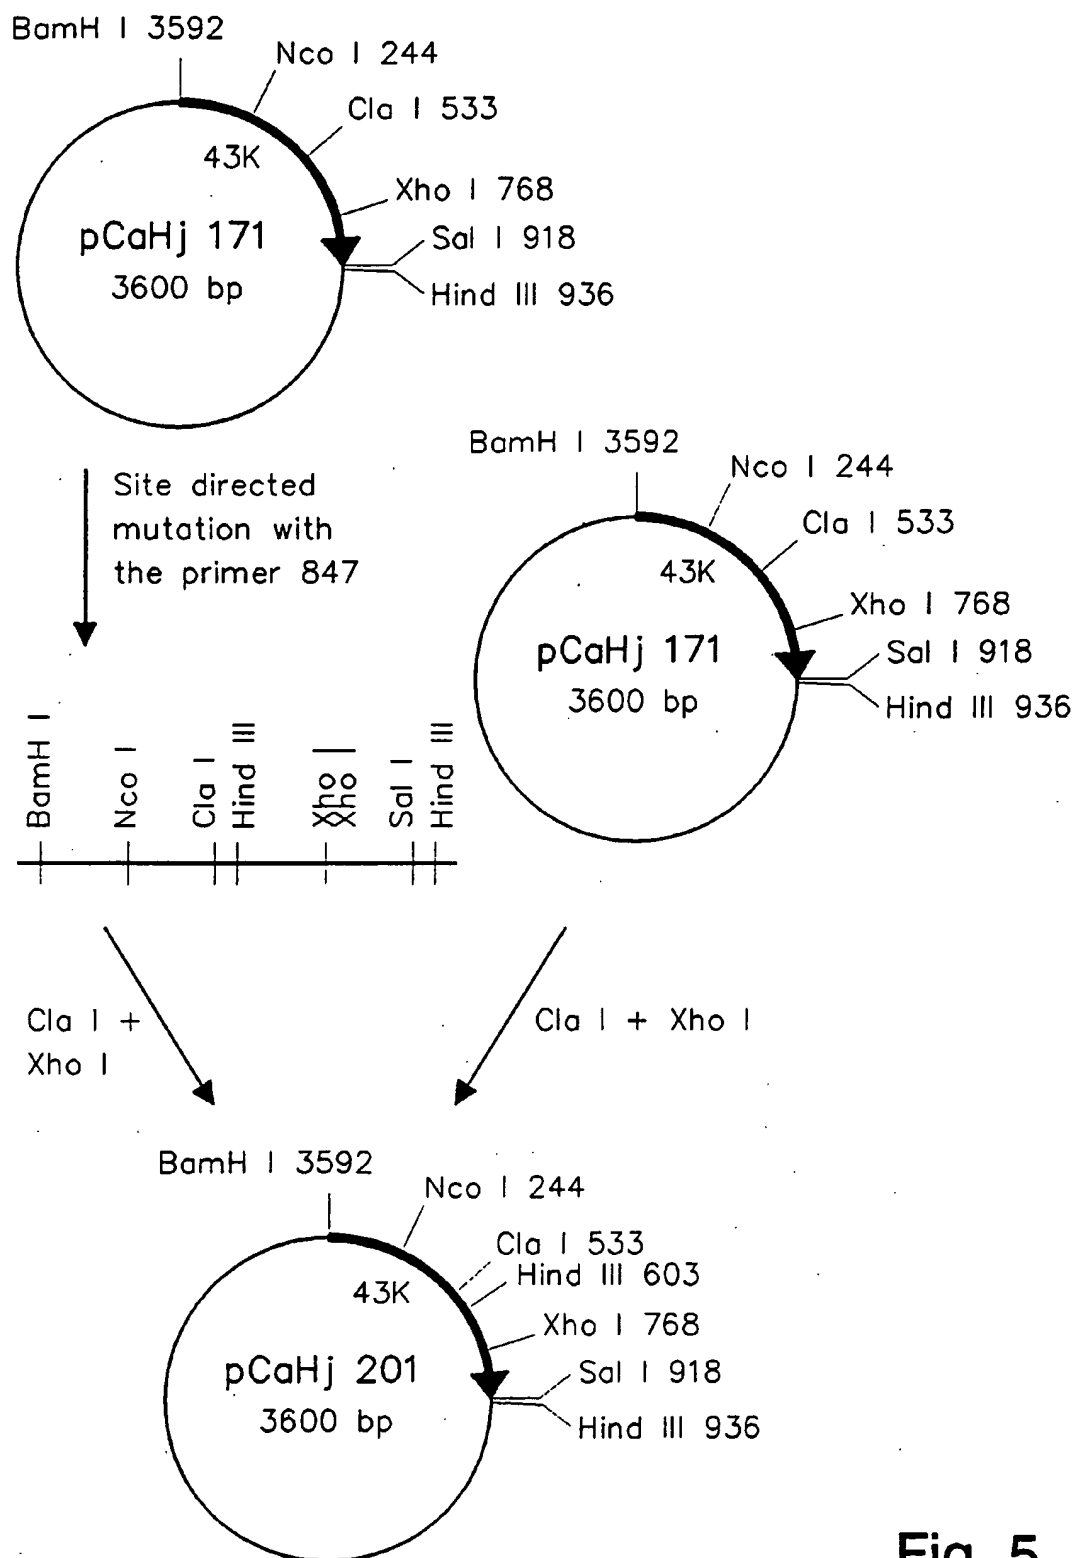 BamH I 3592
Nco I 244
Cla I 533
43K
Xho I 768
pCaHj 171
Sal I 918
3600 bp
Hind III 936
Site directed
mutation with
the primer 847
BamH I 3592
Nco I 244
Cla I 533
43K
Xho I 768
pCaHj 171
Sal I 918
3600 bp
Hind III 936
BamH I
Nco I
Cla I
Hind III
Xho I
Xho I
Sal I
Hind III
Cla I +
Xho I
Cla I + Xho I
BamH I 3592
Nco I 244
Cla I 533
Hind III 603
43K
Xho I 768
pCaHj 201
Sal I 918
3600 bp
Hind III 936
Fig. 5